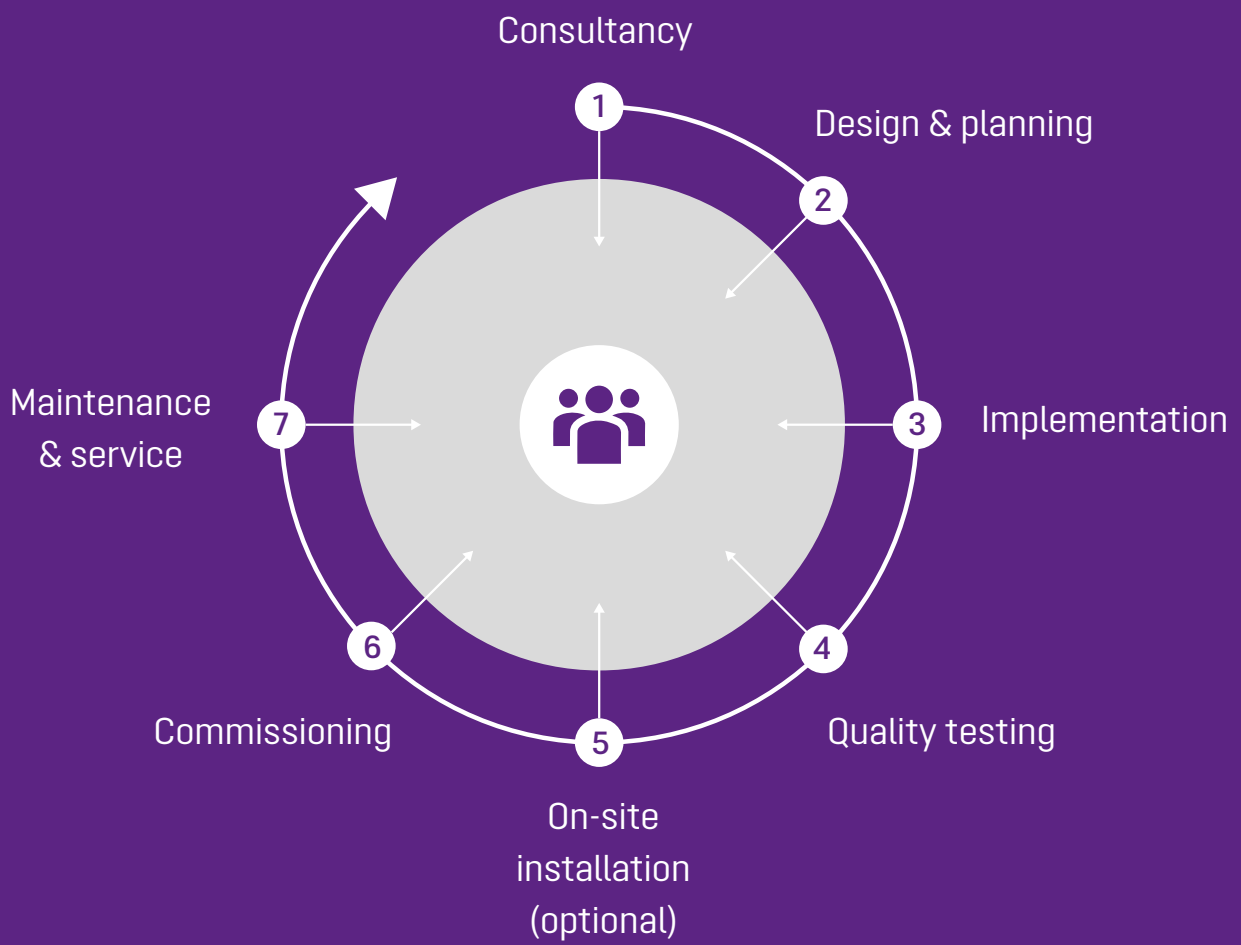 Consultancy
1
Design & planning
2
3
Implementation
4
Quality testing
5
On-site
installation
(optional)
6
Commissioning
7
Maintenance
& service